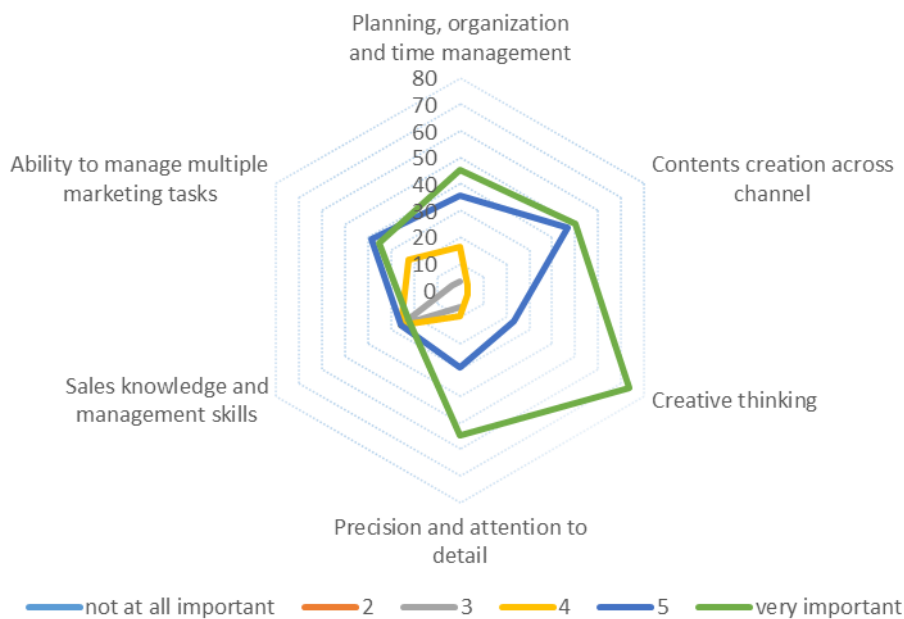 Planning, organization
and time management
80
70
60
50
40
30
20
10
0
Ability to manage multiple
marketing tasks
Contents creation across
channel
Sales knowledge and
management skills
Creative thinking
Precision and attention to
detail
not at all important 2 3 4 5 very important